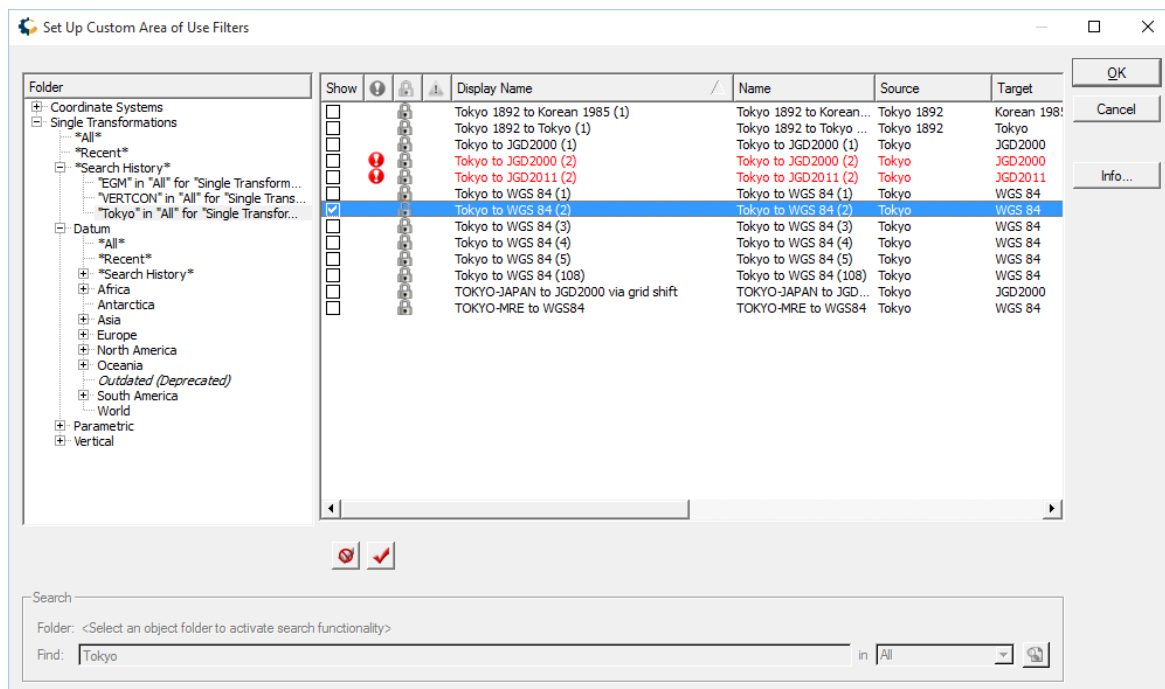 Set Up Custom Area of Use Filters
Folder
Coordinate Systems
Single Transformations
*All*
*Recent*
*Search History*
"EGM" in "All" for "Single Transform...
"VERTCON" in "All" for "Single Trans...
"Tokyo" in "All" for "Single Transfor...
Datum
*All*
*Recent*
*Search History*
Africa
Antarctica
Asia
Europe
North America
Oceania
Outdated (Deprecated)
South America
World
Parametric
Vertical
Show Display Name Name Source Target
Tokyo 1892 to Korean 1985 (1) Tokyo 1892 to Korean... Tokyo 1892 Korean 1985
Tokyo 1892 to Tokyo (1) Tokyo 1892 to Tokyo ... Tokyo 1892 Tokyo
Tokyo to JGD2000 (1) Tokyo to JGD2000 (1) Tokyo JGD2000
Tokyo to JGD2000 (2) Tokyo to JGD2000 (2) Tokyo JGD2000
Tokyo to JGD2011 (2) Tokyo to JGD2011 (2) Tokyo JGD2011
Tokyo to WGS 84 (1) Tokyo to WGS 84 (1) Tokyo WGS 84
Tokyo to WGS 84 (2) Tokyo to WGS 84 (2) Tokyo WGS 84
Tokyo to WGS 84 (3) Tokyo to WGS 84 (3) Tokyo WGS 84
Tokyo to WGS 84 (4) Tokyo to WGS 84 (4) Tokyo WGS 84
Tokyo to WGS 84 (5) Tokyo to WGS 84 (5) Tokyo WGS 84
Tokyo to WGS 84 (108) Tokyo to WGS 84 (108) Tokyo WGS 84
TOKYO-JAPAN to JGD2000 via grid shift TOKYO-JAPAN to JGD... Tokyo JGD2000
TOKYO-MRE to WGS84 TOKYO-MRE to WGS84 Tokyo WGS 84
OK
Cancel
Info...
Search
Folder: <Select an object folder to activate search functionality>
Find: Tokyo in All